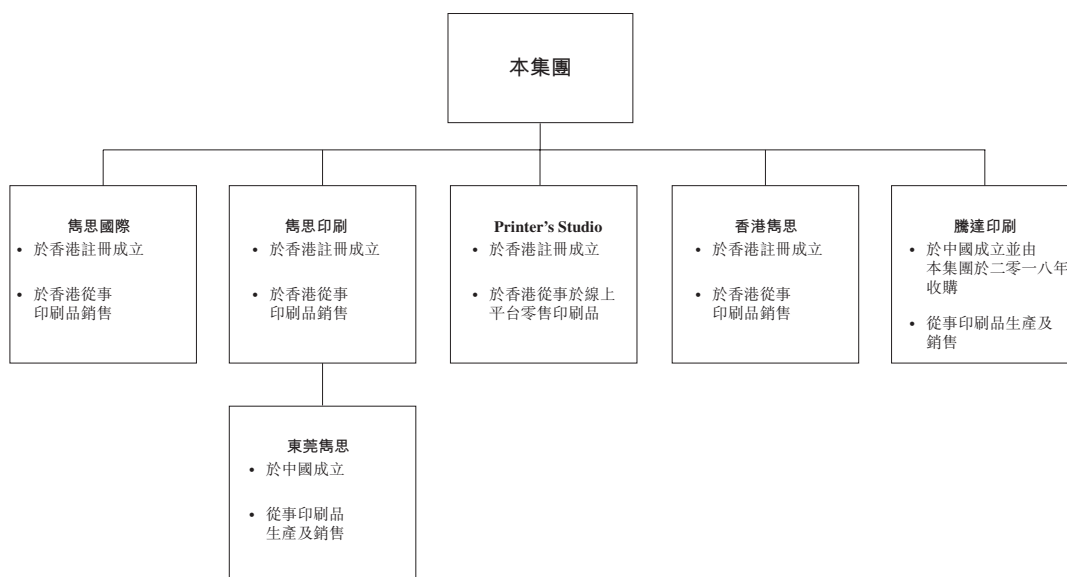 本集團
雋思國際
• 於香港註冊成立
• 於香港從事
印刷品銷售
雋思印刷
• 於香港註冊成立
• 於香港從事
印刷品銷售
Printer's Studio
• 於香港註冊成立
• 於香港從事於線上
平台零售印刷品
香港雋思
• 於香港註冊成立
• 於香港從事
印刷品銷售
騰達印刷
• 於中國成立並由
本集團於二零一八年
收購
• 從事印刷品生產及
銷售
東莞雋思
• 於中國成立
• 從事印刷品
生產及銷售